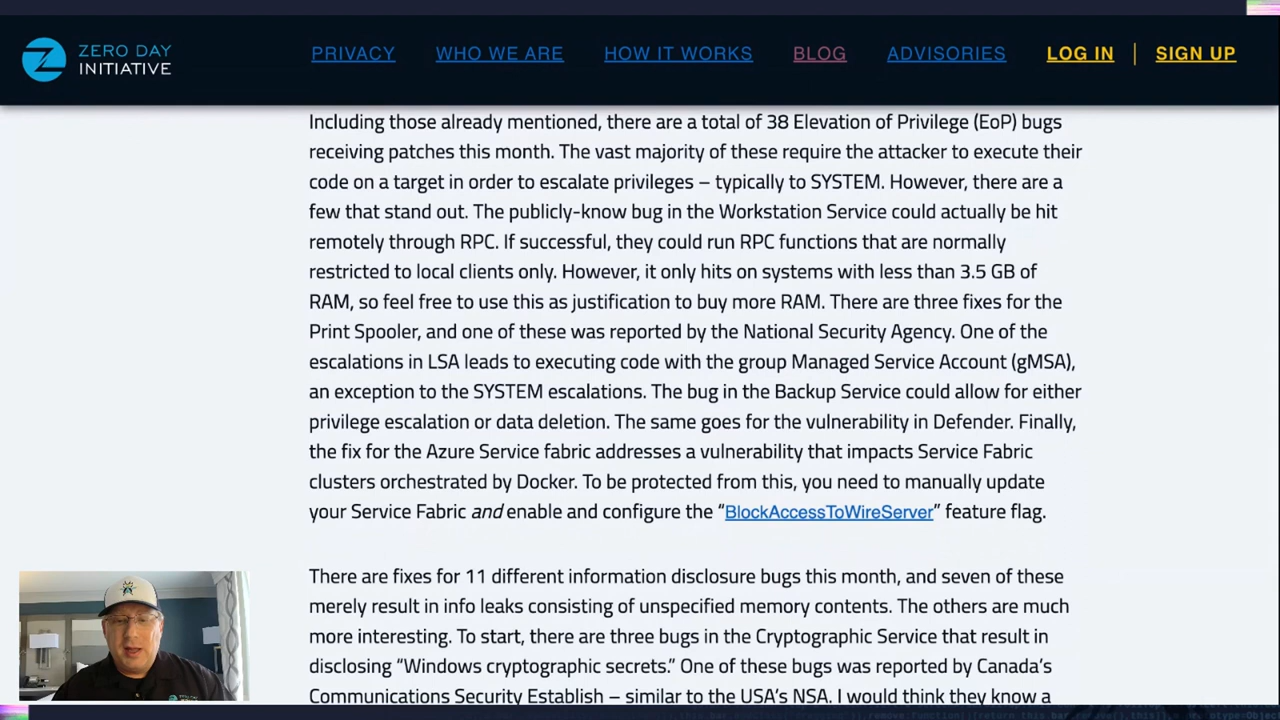 ZERO DAY
INITIATIVE
PRIVACY WHO WE ARE HOW IT WORKS BLOG ADVISORIES LOG IN | SIGN UP
Including those already mentioned, there are a total of 38 Elevation of Privilege (EoP) bugs
receiving patches this month. The vast majority of these require the attacker to execute their
code on a target in order to escalate privileges – typically to SYSTEM. However, there are a
few that stand out. The publicly-know bug in the Workstation Service could actually be hit
remotely through RPC. If successful, they could run RPC functions that are normally
restricted to local clients only. However, it only hits on systems with less than 3.5 GB of
RAM, so feel free to use this as justification to buy more RAM. There are three fixes for the
Print Spooler, and one of these was reported by the National Security Agency. One of the
escalations in LSA leads to executing code with the group Managed Service Account (gMSA),
an exception to the SYSTEM escalations. The bug in the Backup Service could allow for either
privilege escalation or data deletion. The same goes for the vulnerability in Defender. Finally,
the fix for the Azure Service fabric addresses a vulnerability that impacts Service Fabric
clusters orchestrated by Docker. To be protected from this, you need to manually update
your Service Fabric and enable and configure the “BlockAccessToWireServer” feature flag.
There are fixes for 11 different information disclosure bugs this month, and seven of these
merely result in info leaks consisting of unspecified memory contents. The others are much
more interesting. To start, there are three bugs in the Cryptographic Service that result in
disclosing “Windows cryptographic secrets.” One of these bugs was reported by Canada’s
Communications Security Establish – similar to the USA’s NSA. I would think they know a